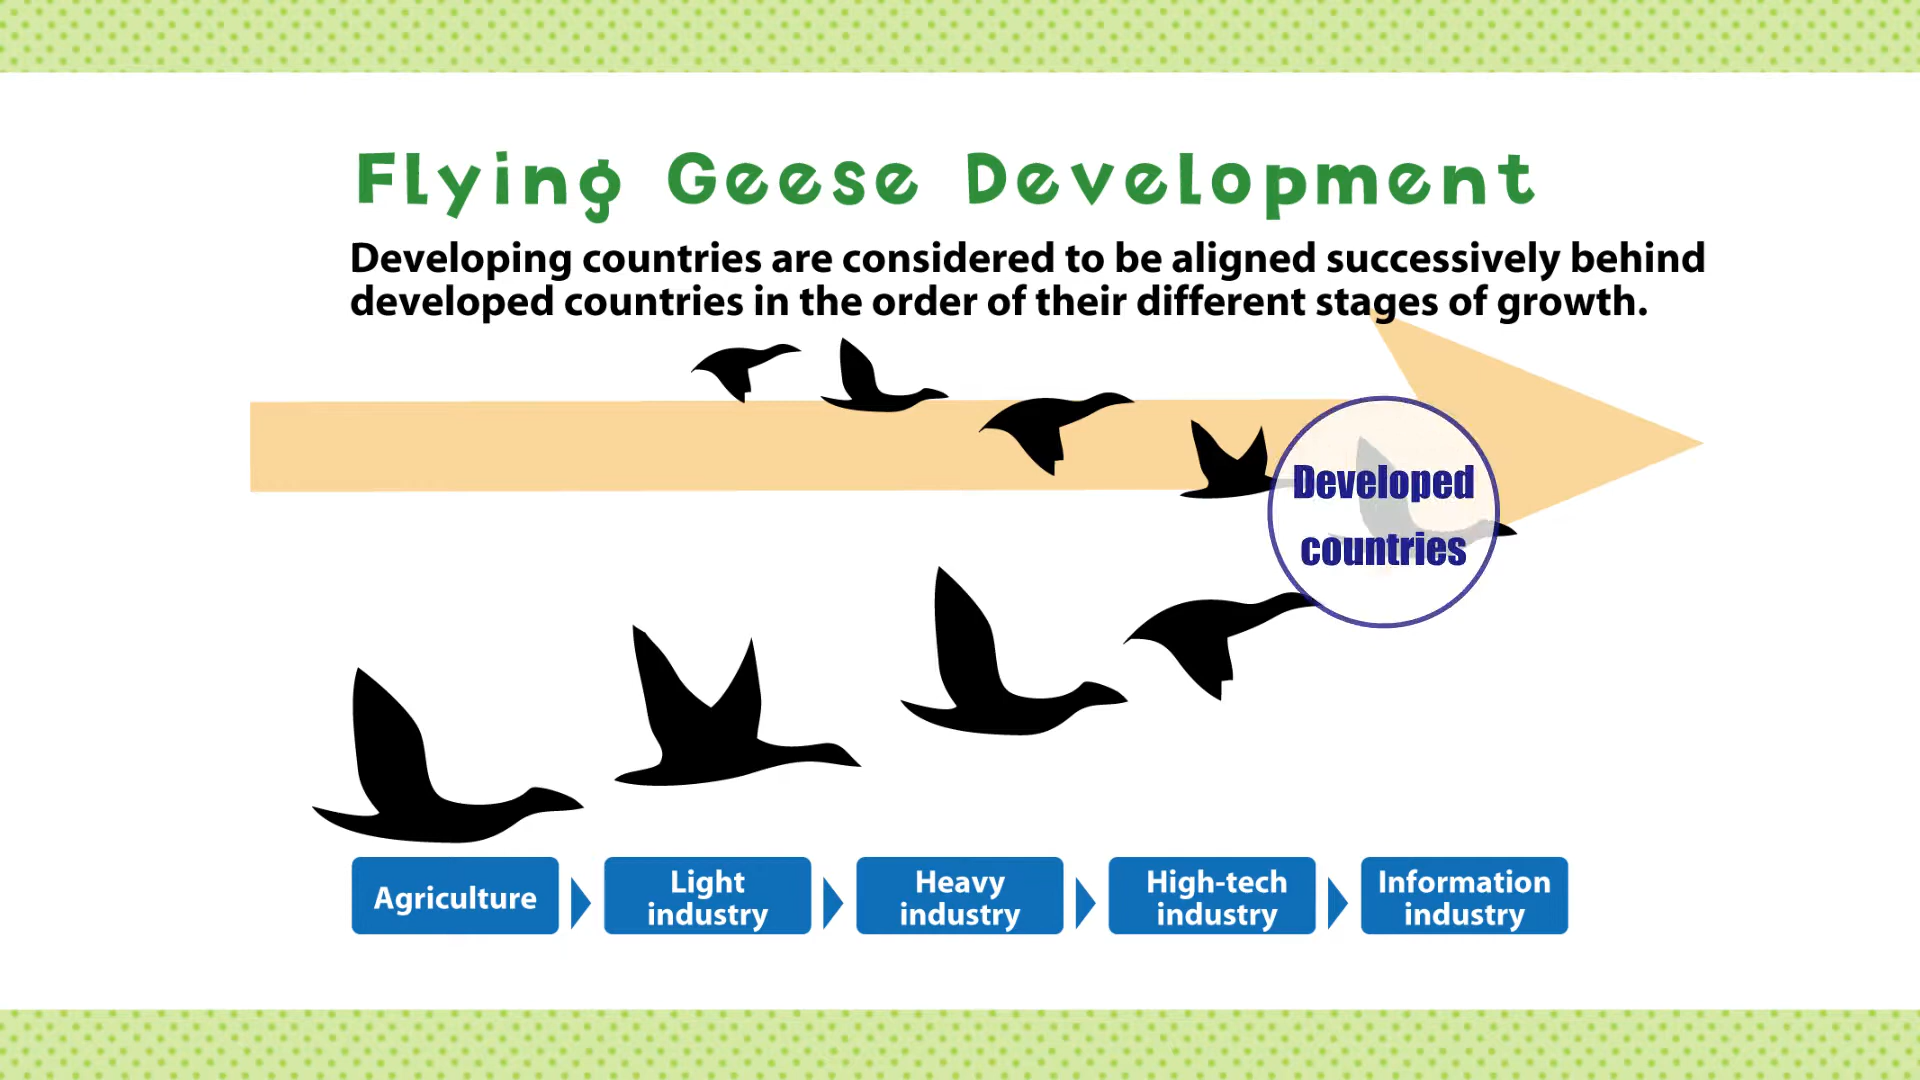 Flying Geese Development
Developing countries are considered to be aligned successively behind
developed countries in the order of their different stages of growth.
Developed
countries
Agriculture
Light
industry
Heavy
industry
High-tech
industry
Information
industry